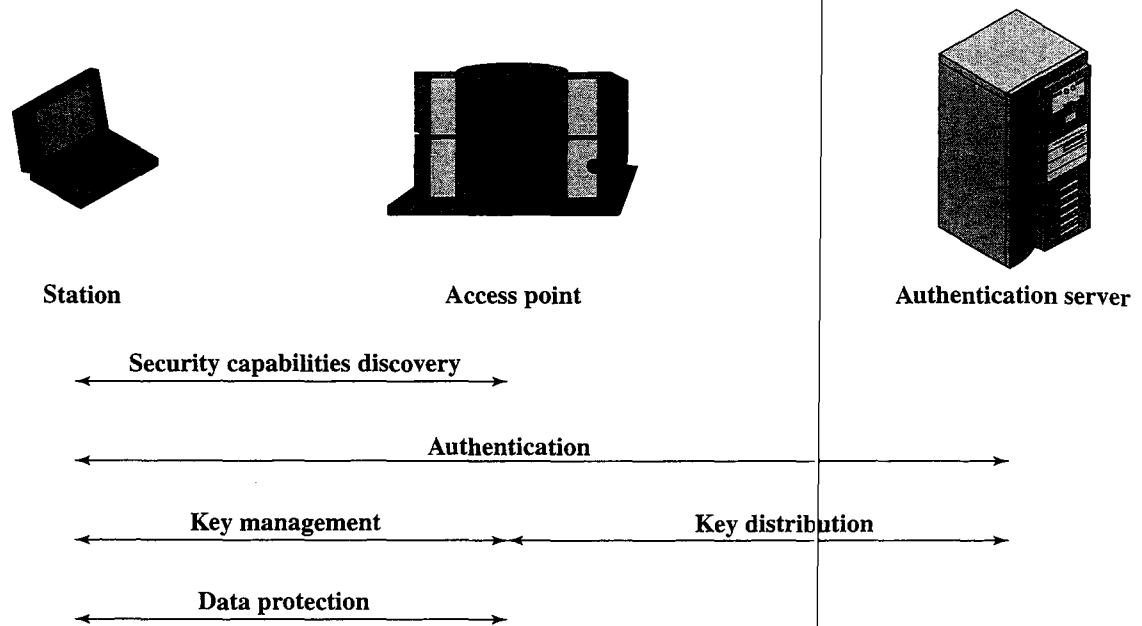 Station
Access point
Authentication server
Security capabilities discovery
Authentication
Key management
Key distribution
Data protection